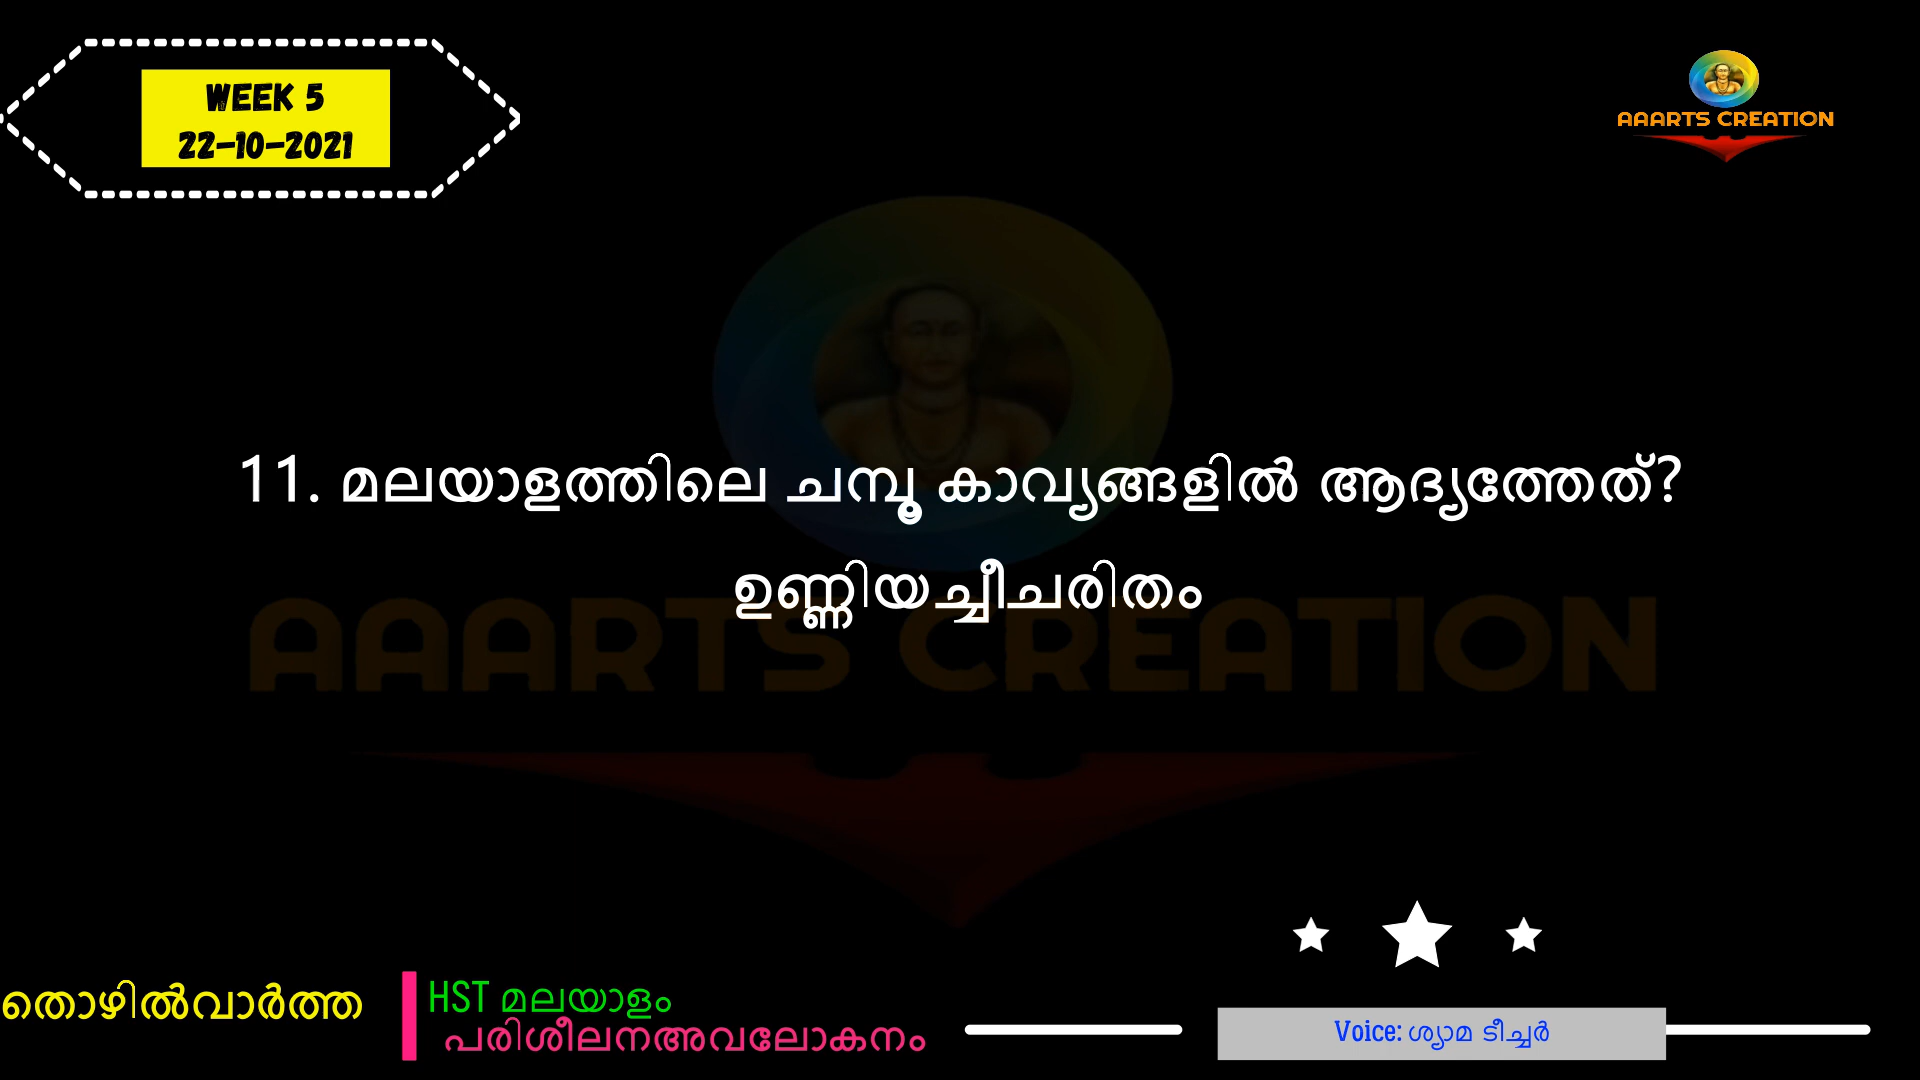 WEEK 5
22-10-2021
AAARTS CREATION
11. മലയാളത്തിലെ ചമ്പൂ കാവ്യങ്ങളിൽ ആദ്യത്തേത്?
ഉണ്ണിയച്ചീചരിതം
AAARTS CREATION
തൊഴിൽവാർത്ത
HST മലയാളം
പരിശീലനഅവലോകനം
Voice: ശ്യാമ ടീച്ചർ